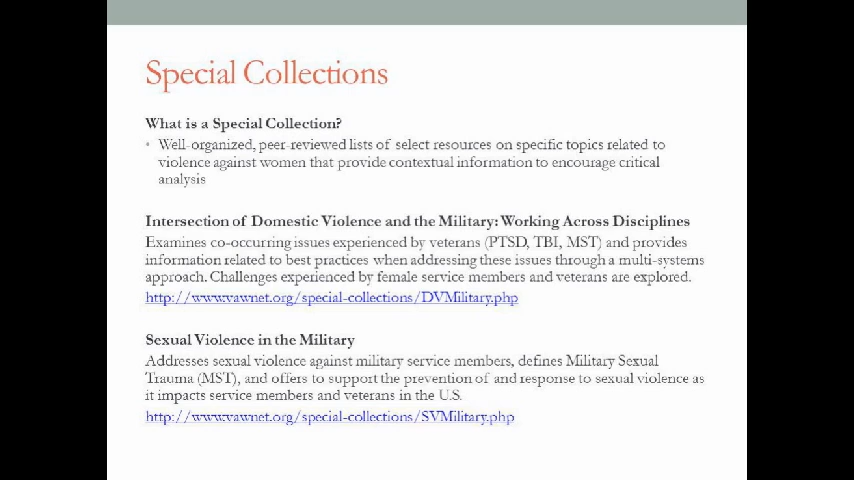 Special Collections
What is a Special Collection?
• Well-organized, peer-reviewed lists of select resources on specific topics related to
violence against women that provide contextual information to encourage critical
analysis
Intersection of Domestic Violence and the Military: Working Across Disciplines
Examines co-occurring issues experienced by veterans (PTSD, TBI, MST) and provides
information related to best practices when addressing these issues through a multi-systems
approach. Challenges experienced by female service members and veterans are explored.
http://www.vawnet.org/special-collections/DVMilitary.php
Sexual Violence in the Military
Addresses sexual violence against military service members, defines Military Sexual
Trauma (MST), and offers to support the prevention of and response to sexual violence as
it impacts service members and veterans in the U.S.
http://www.vawnet.org/special-collections/SVMilitary.php